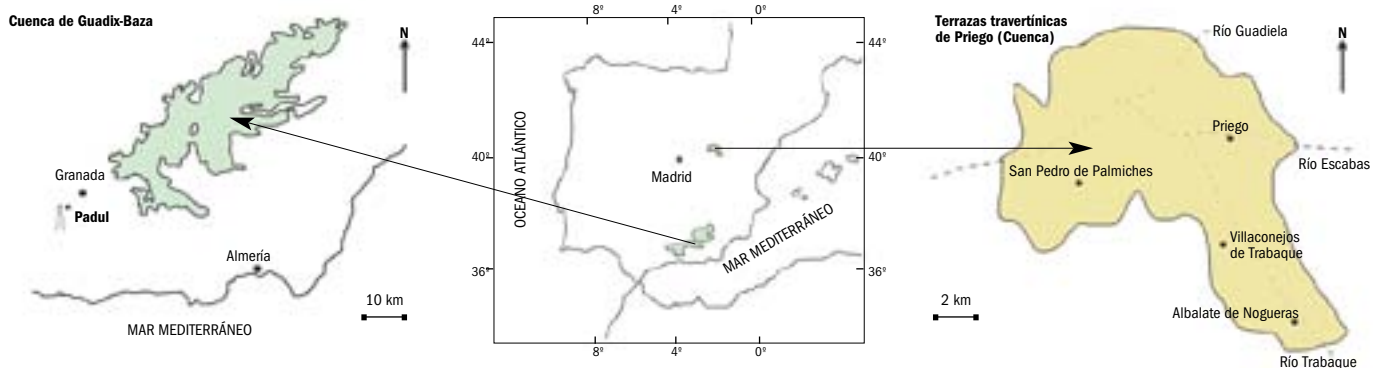 Cuenca de Guadix-Baza
N
Granada
Padul
Almería
10 km
MAR MEDITERRÁNEO
8º
4º
0º
44º
44º
OCEANO ATLÁNTICO
40º
40º
Madrid
MAR MEDITERRÁNEO
36º
36º
8º
4º
0º
Terrazas travertínicas
de Priego (Cuenca)
Río Guadiela
N
Priego
Río Escabas
San Pedro de Palmiches
Villaconejos
de Trabaque
2 km
Albalate de Nogueras
Río Trabaque